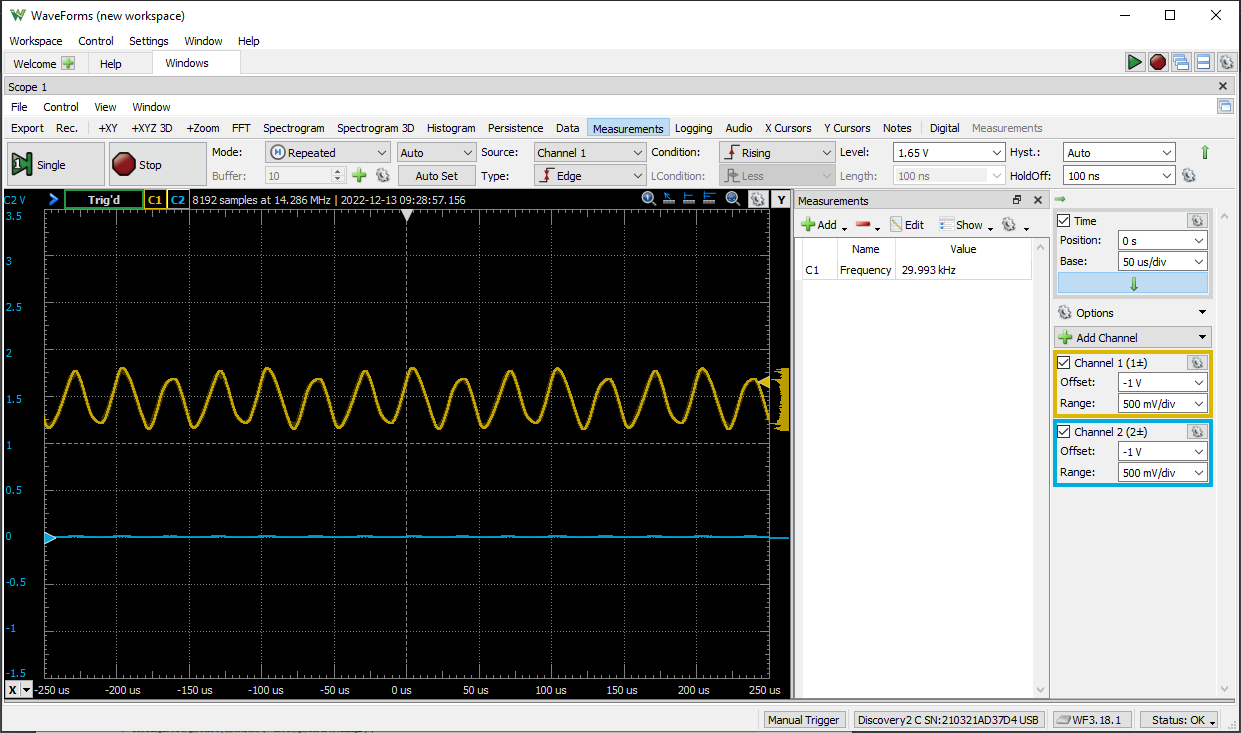 WaveForms (new workspace)
Workspace Control Settings Window Help
Welcome Help Windows
Scope 1
File Control View Window
Export Rec. +XY +XYZ 3D +Zoom FFT Spectrogram Spectrogram 3D Histogram Persistence Data Measurements Logging Audio X Cursors Y Cursors Notes Digital Measurements
1 Single Stop Mode: Repeated Auto Source: Channel 1 Condition: Rising Level: 1.65 V Hyst.: Auto
Buffer: 10 Auto Set Type: Edge LCondition: Less Length: 100 ns HoldOff: 100 ns
C2 V Trig'd C1 C2 8192 samples at 14.286 MHz | 2022-12-13 09:28:57.156 Y
3.5
3
2.5
2
1.5
1
0.5
0
-0.5
-1
-1.5
X -250 us -200 us -150 us -100 us -50 us 0 us 50 us 100 us 150 us 200 us 250 us
Measurements
Add Edit Show
Name Value
C1 Frequency 29.993 kHz
Time
Position: 0 s
Base: 50 us/div
Options
Add Channel
Channel 1 (1±)
Offset: -1 V
Range: 500 mV/div
Channel 2 (2±)
Offset: -1 V
Range: 500 mV/div
Manual Trigger Discovery2 C SN:210321AD37D4 USB WF3.18.1 Status: OK